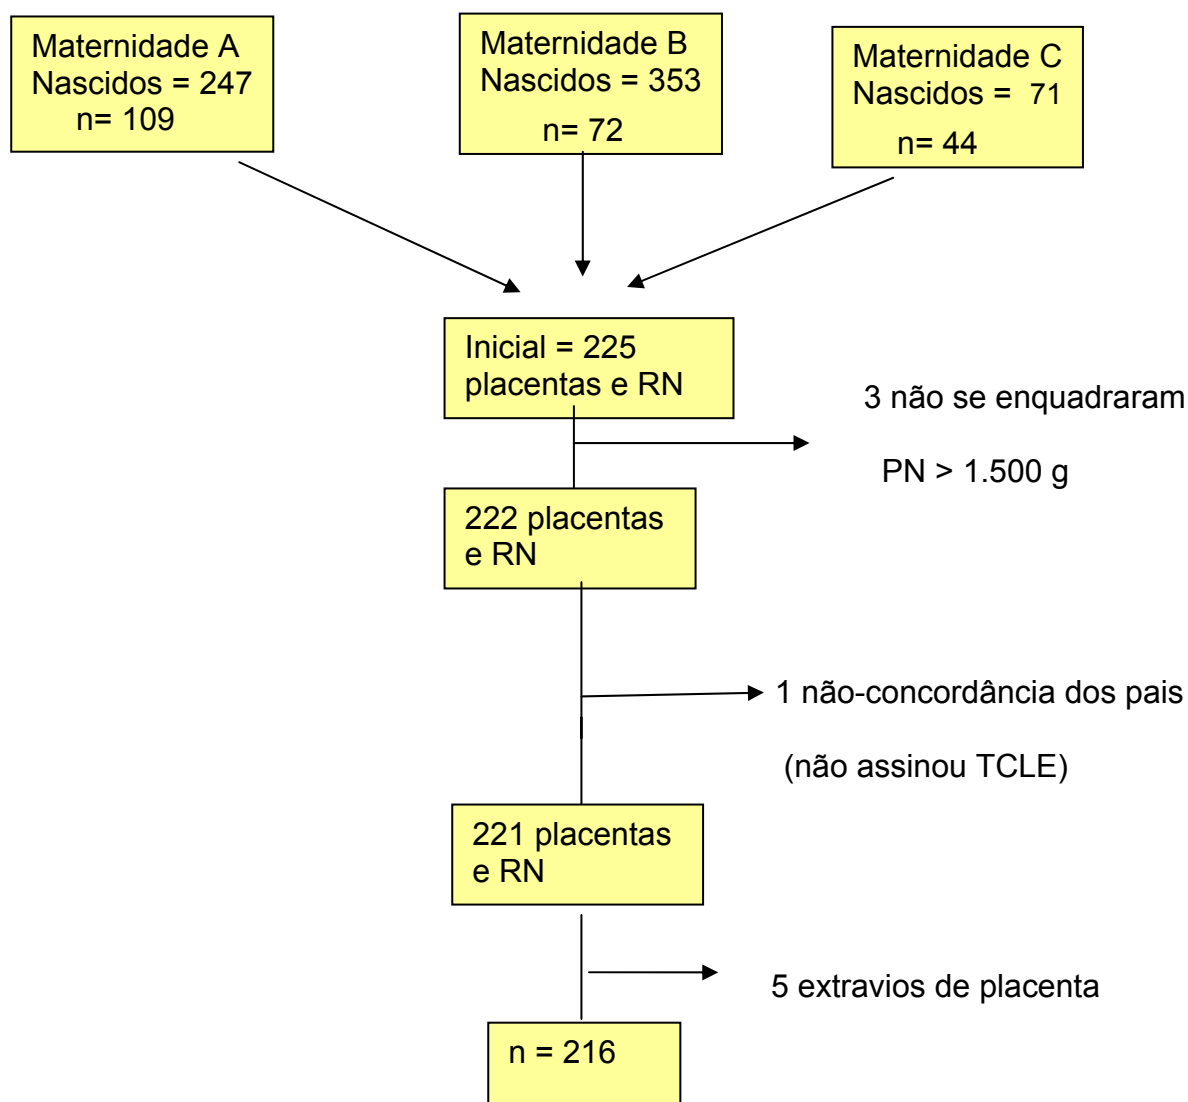 Maternidade A
Nascidos = 247
n= 109
Maternidade B
Nascidos = 353
n= 72
Maternidade C
Nascidos = 71
n= 44
Inicial = 225
placentas e RN
3 não se enquadraram
PN > 1.500 g
222 placentas
e RN
1 não-concordância dos pais
(não assinou TCLE)
221 placentas
e RN
5 extravios de placenta
n = 216